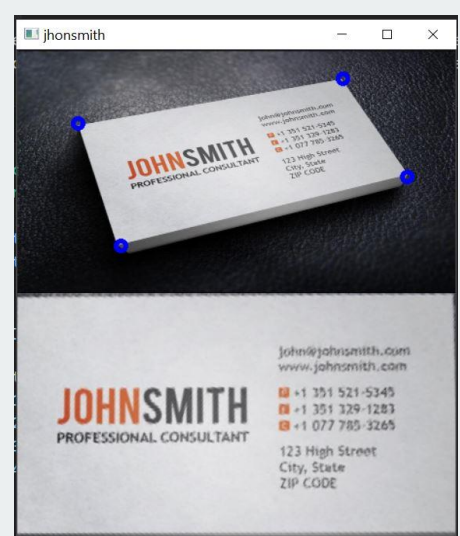 jhonsmith
john@johnsmith.com
www.johnsmith.com
+1 351 521-5245
+1 351 329-1283
+1 077 785-3265
JOHNSMITH
PROFESSIONAL CONSULTANT
123 High Street
City, State
ZIP CODE
john@johnsmith.com
www.johnsmith.com
+1 351 521-5245
+1 351 329-1283
+1 077 785-3265
JOHNSMITH
PROFESSIONAL CONSULTANT
123 High Street
City, State
ZIP CODE